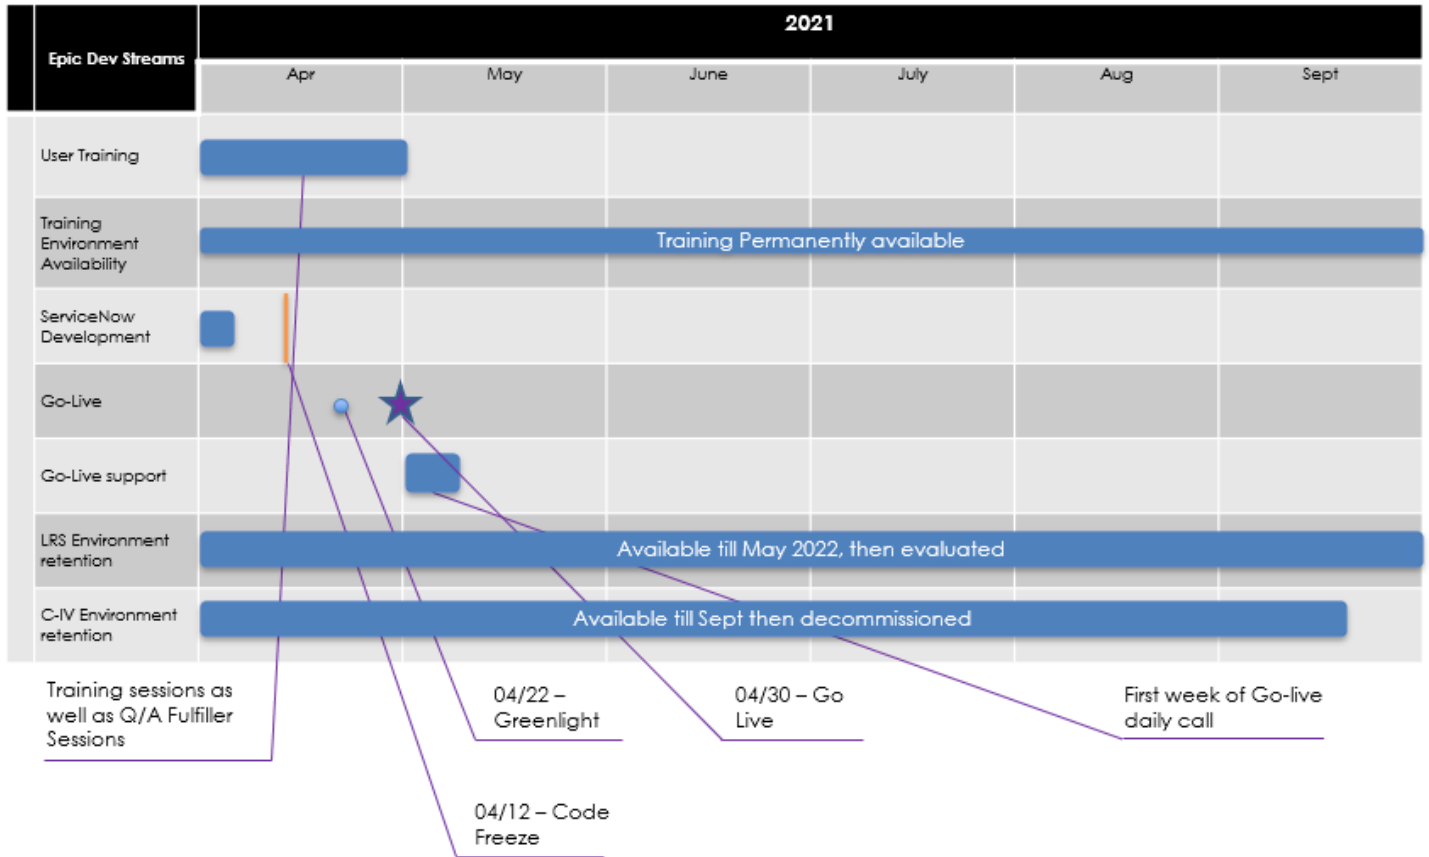 2021
Epic Dev Streams
Apr
May
June
July
Aug
Sept
User Training
Training
Environment
Availability
Training Permanently available
ServiceNow
Development
Go-Live
Go-Live support
LRS Environment
retention
Available till May 2022, then evaluated
C-IV Environment
retention
Available till Sept then decommissioned
Training sessions as
well as Q/A Fulfiller
Sessions
04/22 –
Greenlight
04/30 – Go
Live
First week of Go-live
daily call
04/12 – Code
Freeze